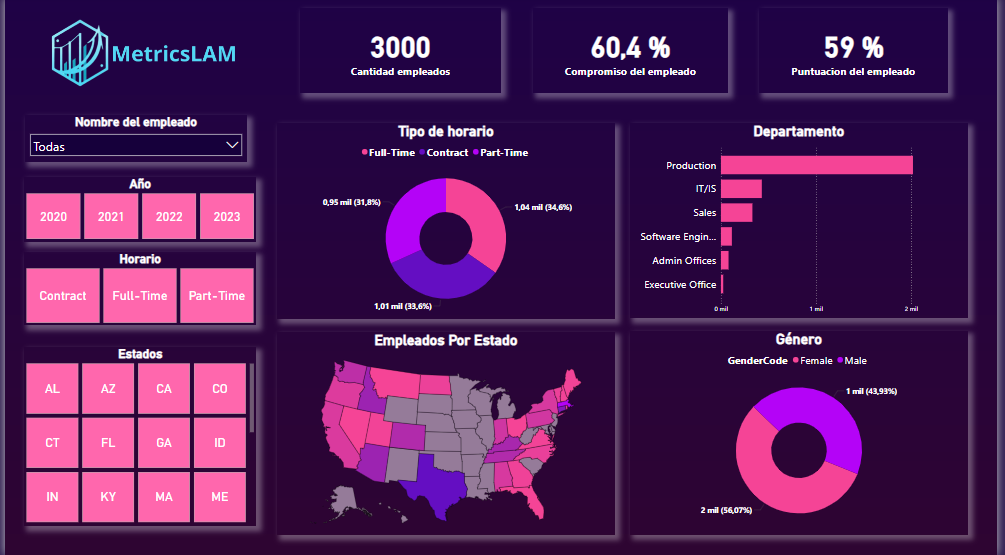 MetricsLAM
3000
Cantidad empleados
60,4 %
Compromiso del empleado
59 %
Puntuacion del empleado
Nombre del empleado
Todas
Año
2020 2021 2022 2023
Horario
Contract Full-Time Part-Time
Estados
AL AZ CA CO
CT FL GA ID
IN KY MA ME
Tipo de horario
Full-Time Contract Part-Time
0,95 mil (31,8%)
1,04 mil (34,6%)
1,01 mil (33,6%)
Departamento
Production
IT/IS
Sales
Software Engin...
Admin Offices
Executive Office
0 mil 1 mil 2 mil
Empleados Por Estado
Género
GenderCode Female Male
1 mil (43,93%)
2 mil (56,07%)